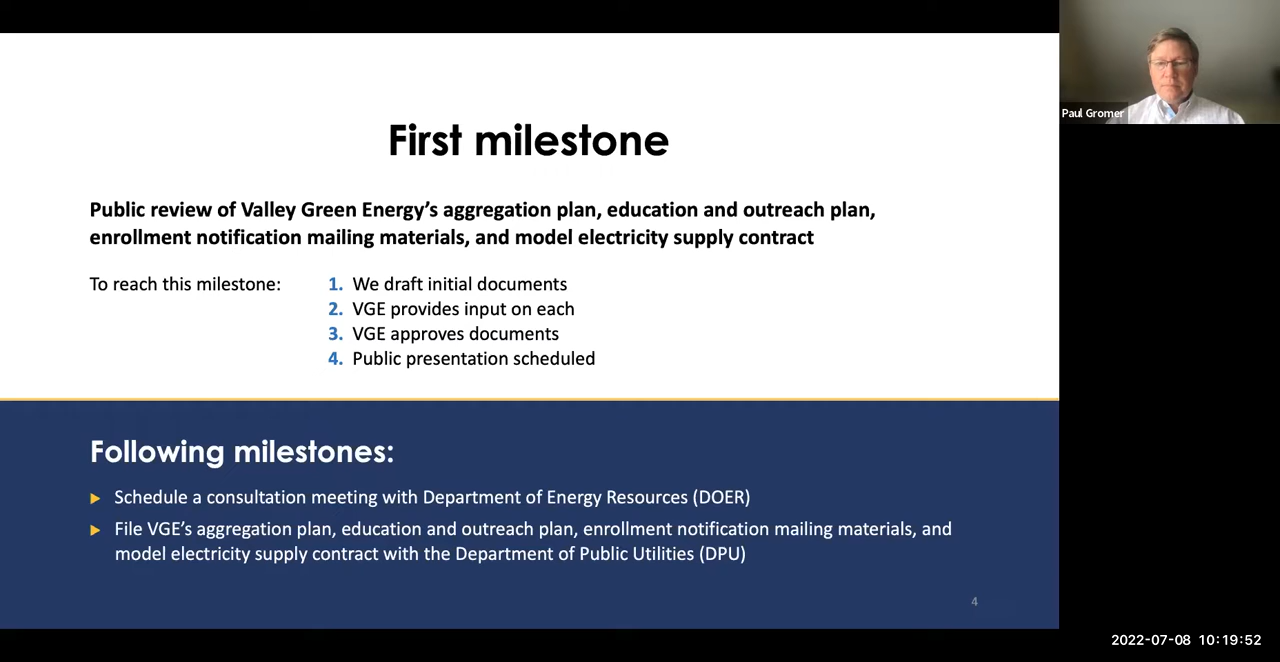 First milestone
Public review of Valley Green Energy’s aggregation plan, education and outreach plan,
enrollment notification mailing materials, and model electricity supply contract
To reach this milestone:
1. We draft initial documents
2. VGE provides input on each
3. VGE approves documents
4. Public presentation scheduled
Following milestones:
Schedule a consultation meeting with Department of Energy Resources (DOER)
File VGE’s aggregation plan, education and outreach plan, enrollment notification mailing materials, and
model electricity supply contract with the Department of Public Utilities (DPU)
4
Paul Gromer
2022-07-08 10:19:52